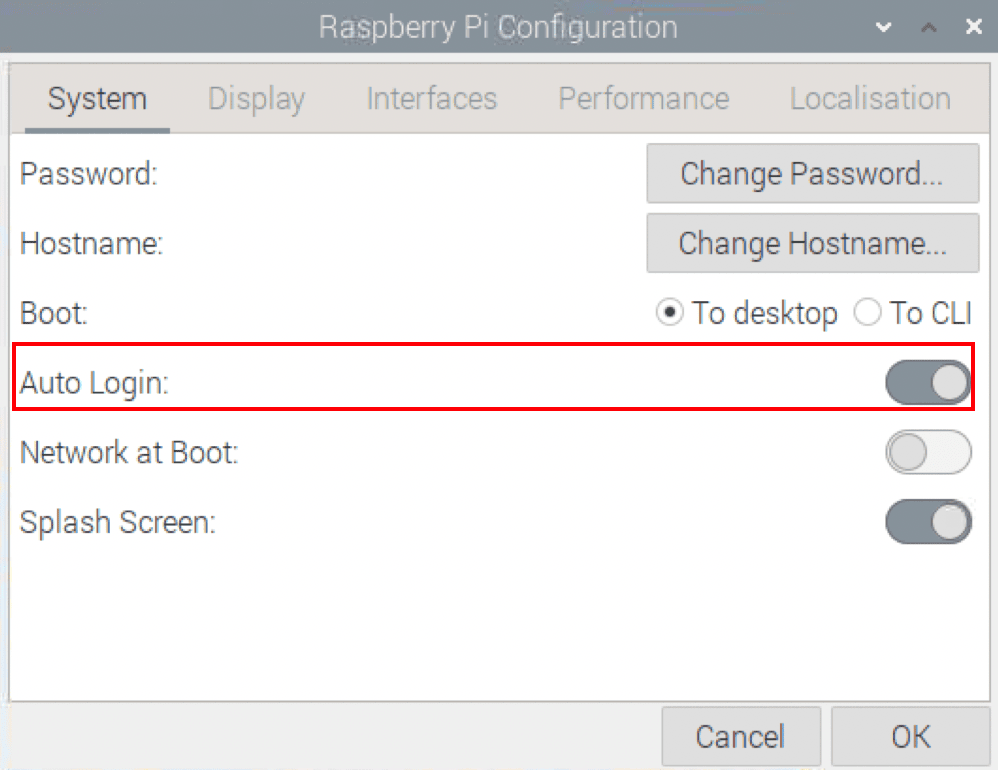 Raspberry Pi Configuration
System Display Interfaces Performance Localisation
Password: Change Password...
Hostname: Change Hostname...
Boot: To desktop To CLI
Auto Login:
Network at Boot:
Splash Screen:
Cancel OK